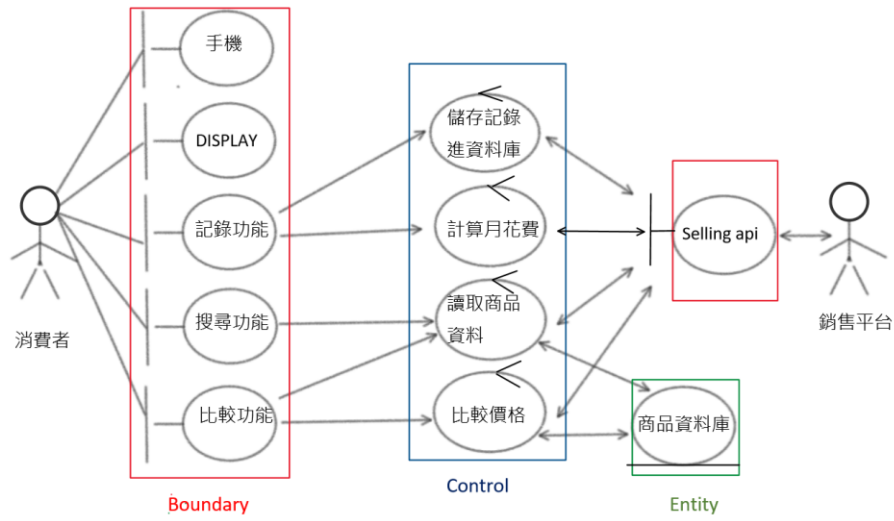 手機
DISPLAY
記錄功能
搜尋功能
比較功能
消費者
Boundary
儲存記錄
進資料庫
計算月花費
讀取商品
資料
比較價格
Control
Selling api
商品資料庫
Entity
銷售平台